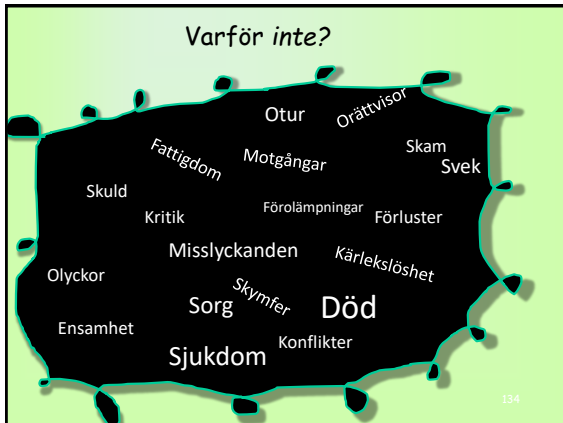 Varför inte?
Otur
Orättvisor
Fattigdom
Motgångar
Skam
Svek
Skuld
Kritik
Förolämpningar
Förluster
Misslyckanden
Kärlekslöshet
Olyckor
Sorg
Skymfer
Död
Ensamhet
Konflikter
Sjukdom
134